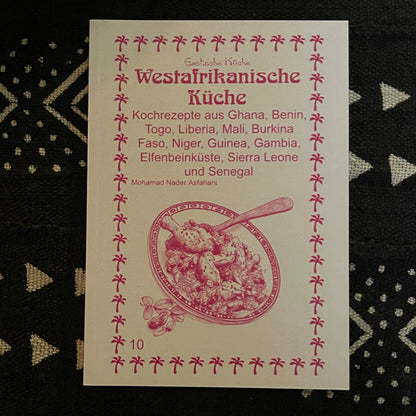 Exotische Küche
Westafrikanische
Küche
Kochrezepte aus Ghana, Benin,
Togo, Liberia, Mali, Burkina
Faso, Niger, Guinea, Gambia,
Elfenbeinküste, Sierra Leone
und Senegal
Mohamad Nader Asfahani
10